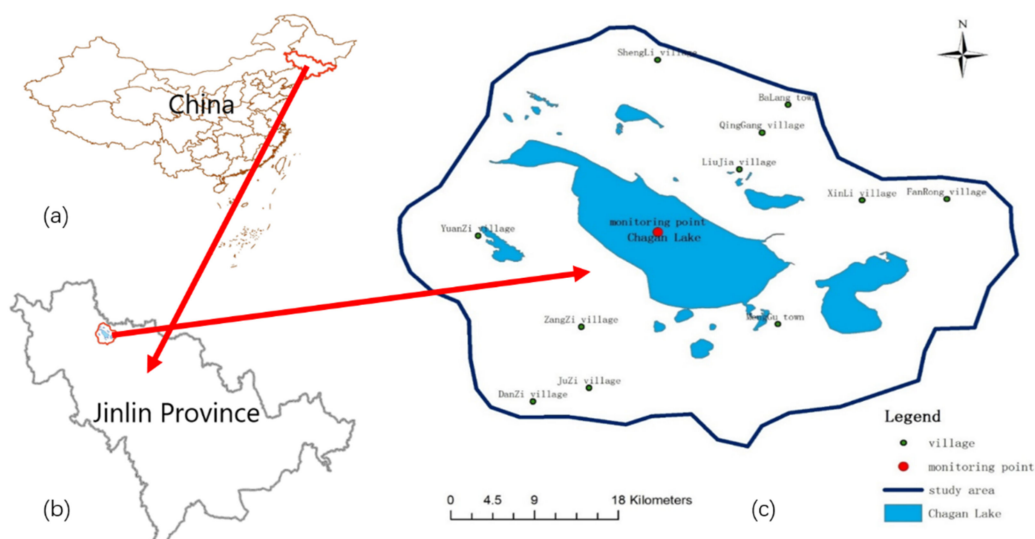 China
(a)
Jinlin Province
(b)
N
ShengLi village
BaLang town
QingGang village
LiuJia village
XinLi village
FanRong village
monitoring point
Chagan Lake
YuanZi village
ZangZi village
town
JuZi village
DanZi village
Legend
village
monitoring point
study area
Chagan Lake
0 4.5 9 18 Kilometers
(c)